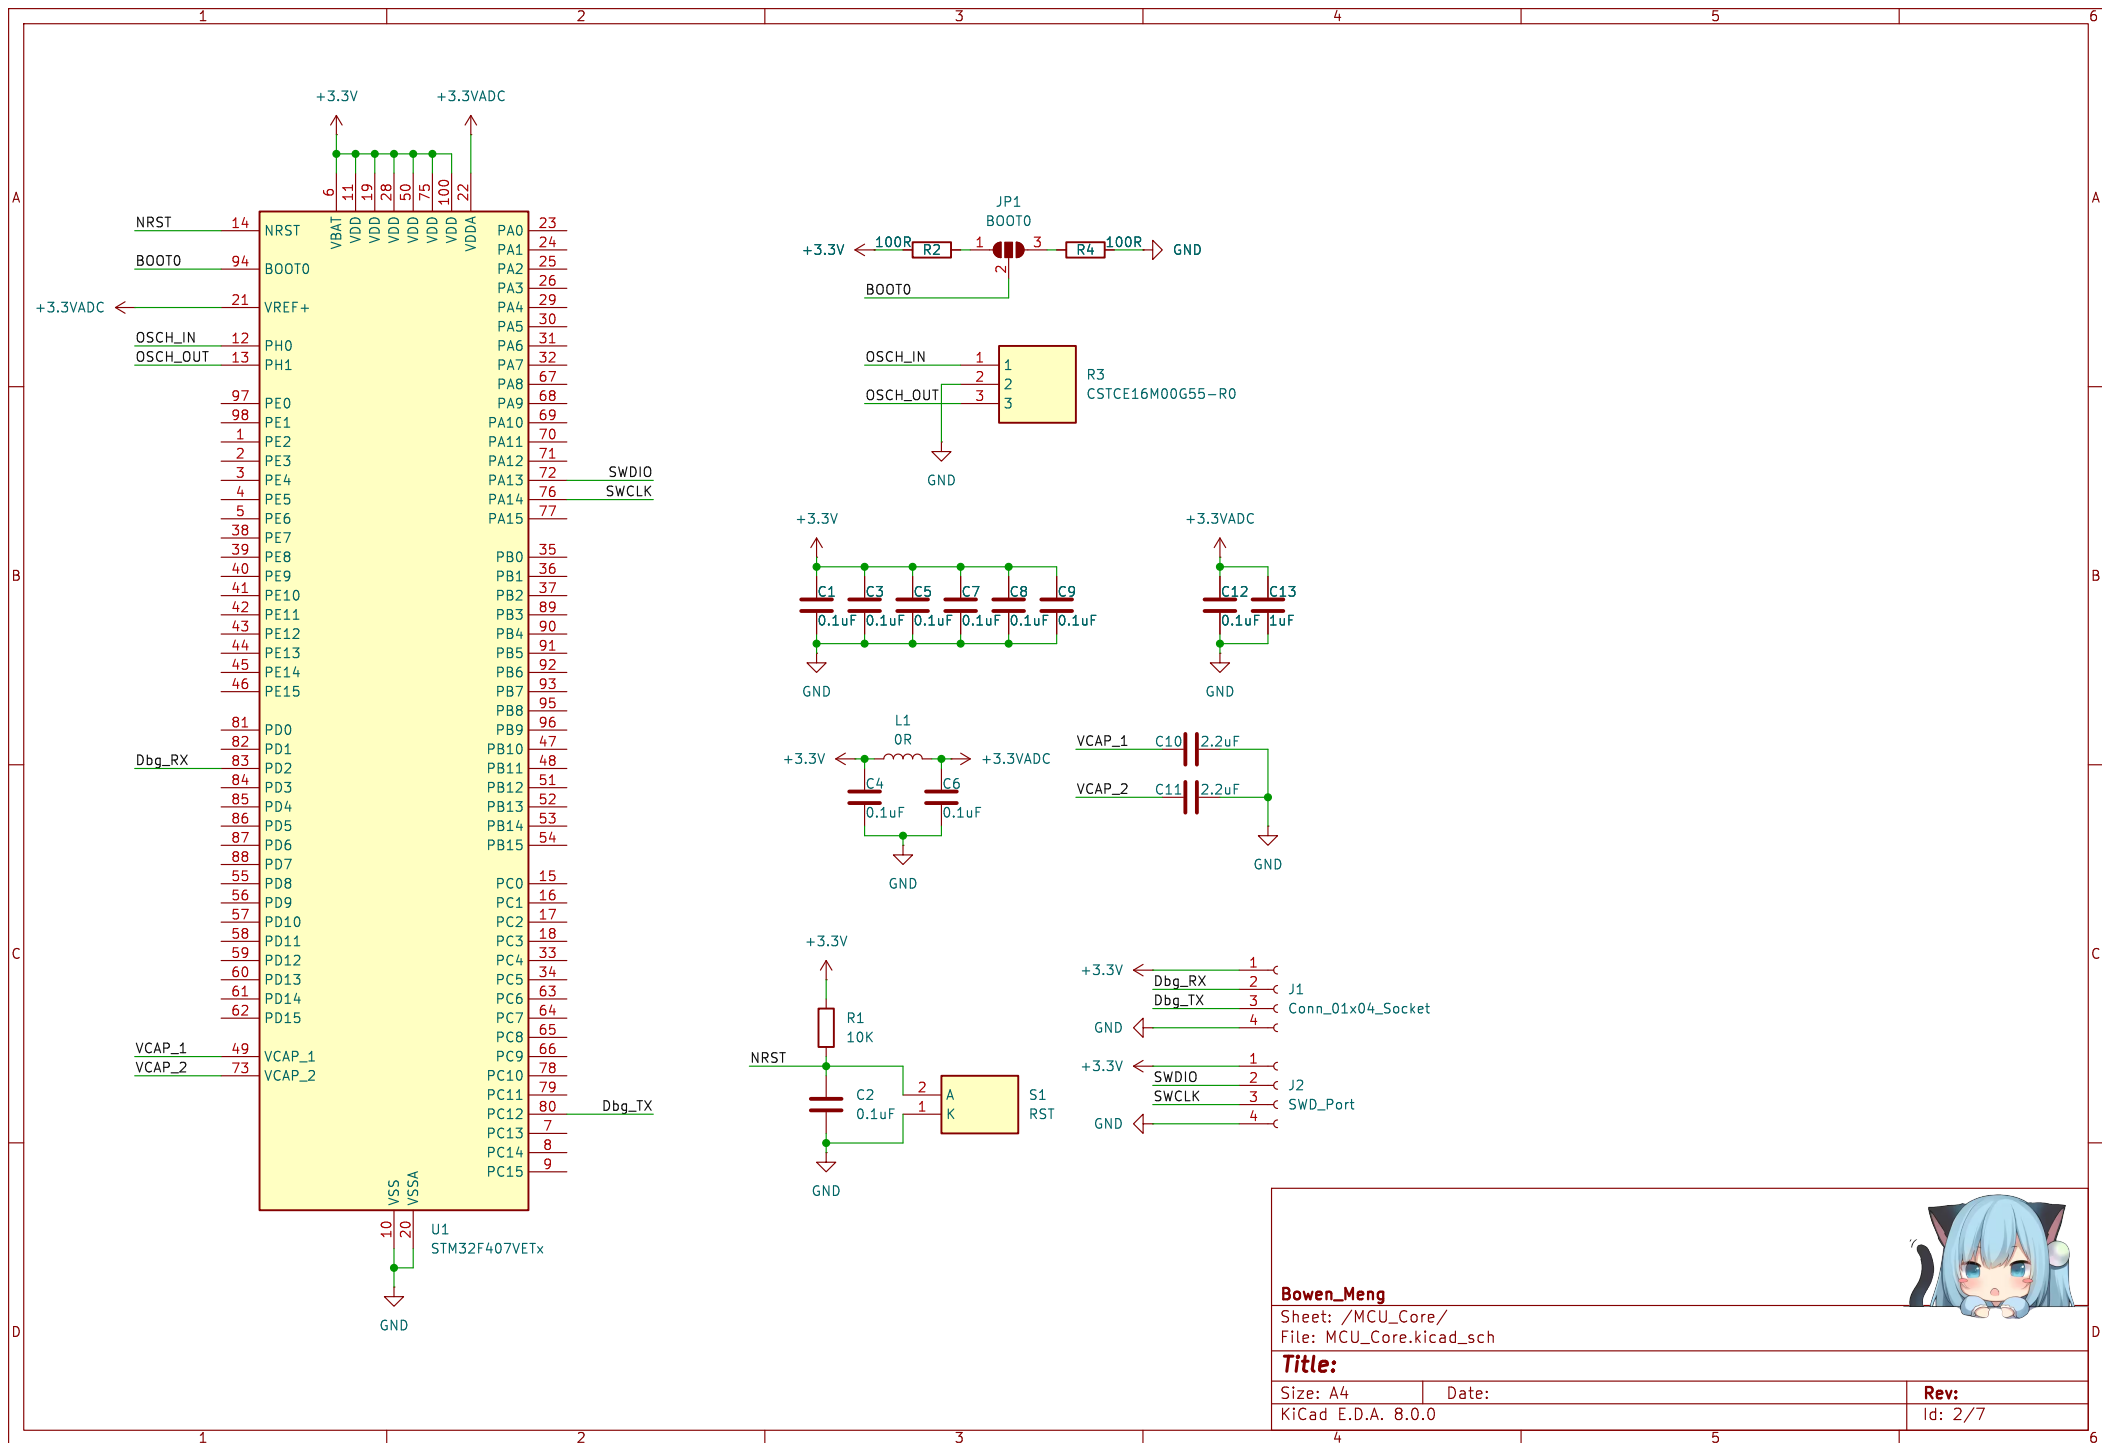 1 2 3 4 5 6
+3.3V +3.3VADC
6 11 19 28 50 75 100 22
VBAT VDD VDD VDD VDD VDD VDD VDDA
A A
NRST 14 NRST PA0 23
PA1 24
BOOT0 94 BOOT0 PA2 25
PA3 26
+3.3VADC 21 VREF+ PA4 29
PA5 30
OSCH_IN 12 PH0 PA6 31
OSCH_OUT 13 PH1 PA7 32
PA8 67
97 PE0 PA9 68
98 PE1 PA10 69
1 PE2 PA11 70
2 PE3 PA12 71
3 PE4 PA13 72 SWDIO
4 PE5 PA14 76 SWCLK
5 PE6 PA15 77
38 PE7
39 PE8 PB0 35
40 PE9 PB1 36
41 PE10 PB2 37
42 PE11 PB3 89
43 PE12 PB4 90
44 PE13 PB5 91
45 PE14 PB6 92
46 PE15 PB7 93
PB8 95
81 PD0 PB9 96
82 PD1 PB10 47
Dbg_RX 83 PD2 PB11 48
84 PD3 PB12 51
85 PD4 PB13 52
86 PD5 PB14 53
87 PD6 PB15 54
88 PD7
55 PD8 PC0 15
56 PD9 PC1 16
57 PD10 PC2 17
58 PD11 PC3 18
59 PD12 PC4 33
60 PD13 PC5 34
61 PD14 PC6 63
62 PD15 PC7 64
PC8 65
VCAP_1 49 VCAP_1 PC9 66
VCAP_2 73 VCAP_2 PC10 78
PC11 79
PC12 80 Dbg_TX
PC13 7
PC14 8
PC15 9
VSS VSSA
10 20
U1
STM32F407VETx
GND
JP1
BOOT0
+3.3V 100R R2 1 3 R4 100R GND
2
BOOT0
OSCH_IN 1 1
2 2
OSCH_OUT 3 3
R3
CSTCE16M00G55-R0
GND
+3.3V
C1 C3 C5 C7 C8 C9
0.1uF 0.1uF 0.1uF 0.1uF 0.1uF 0.1uF
GND
+3.3VADC
C12 C13
0.1uF 1uF
GND
B B
L1
0R
+3.3V +3.3VADC
C4 C6
0.1uF 0.1uF
GND
VCAP_1 C10 2.2uF
VCAP_2 C11 2.2uF
GND
C C
+3.3V
R1
10K
NRST
C2
0.1uF
2 A
1 K
S1
RST
GND
+3.3V 1
Dbg_RX 2 J1
Dbg_TX 3 Conn_01x04_Socket
GND 4
+3.3V 1
SWDIO 2 J2
SWCLK 3 SWD_Port
GND 4
D D
Bowen_Meng
Sheet: /MCU_Core/
File: MCU_Core.kicad_sch
Title:
Size: A4 Date: Rev:
KiCad E.D.A. 8.0.0 Id: 2/7
1 2 3 4 5 6